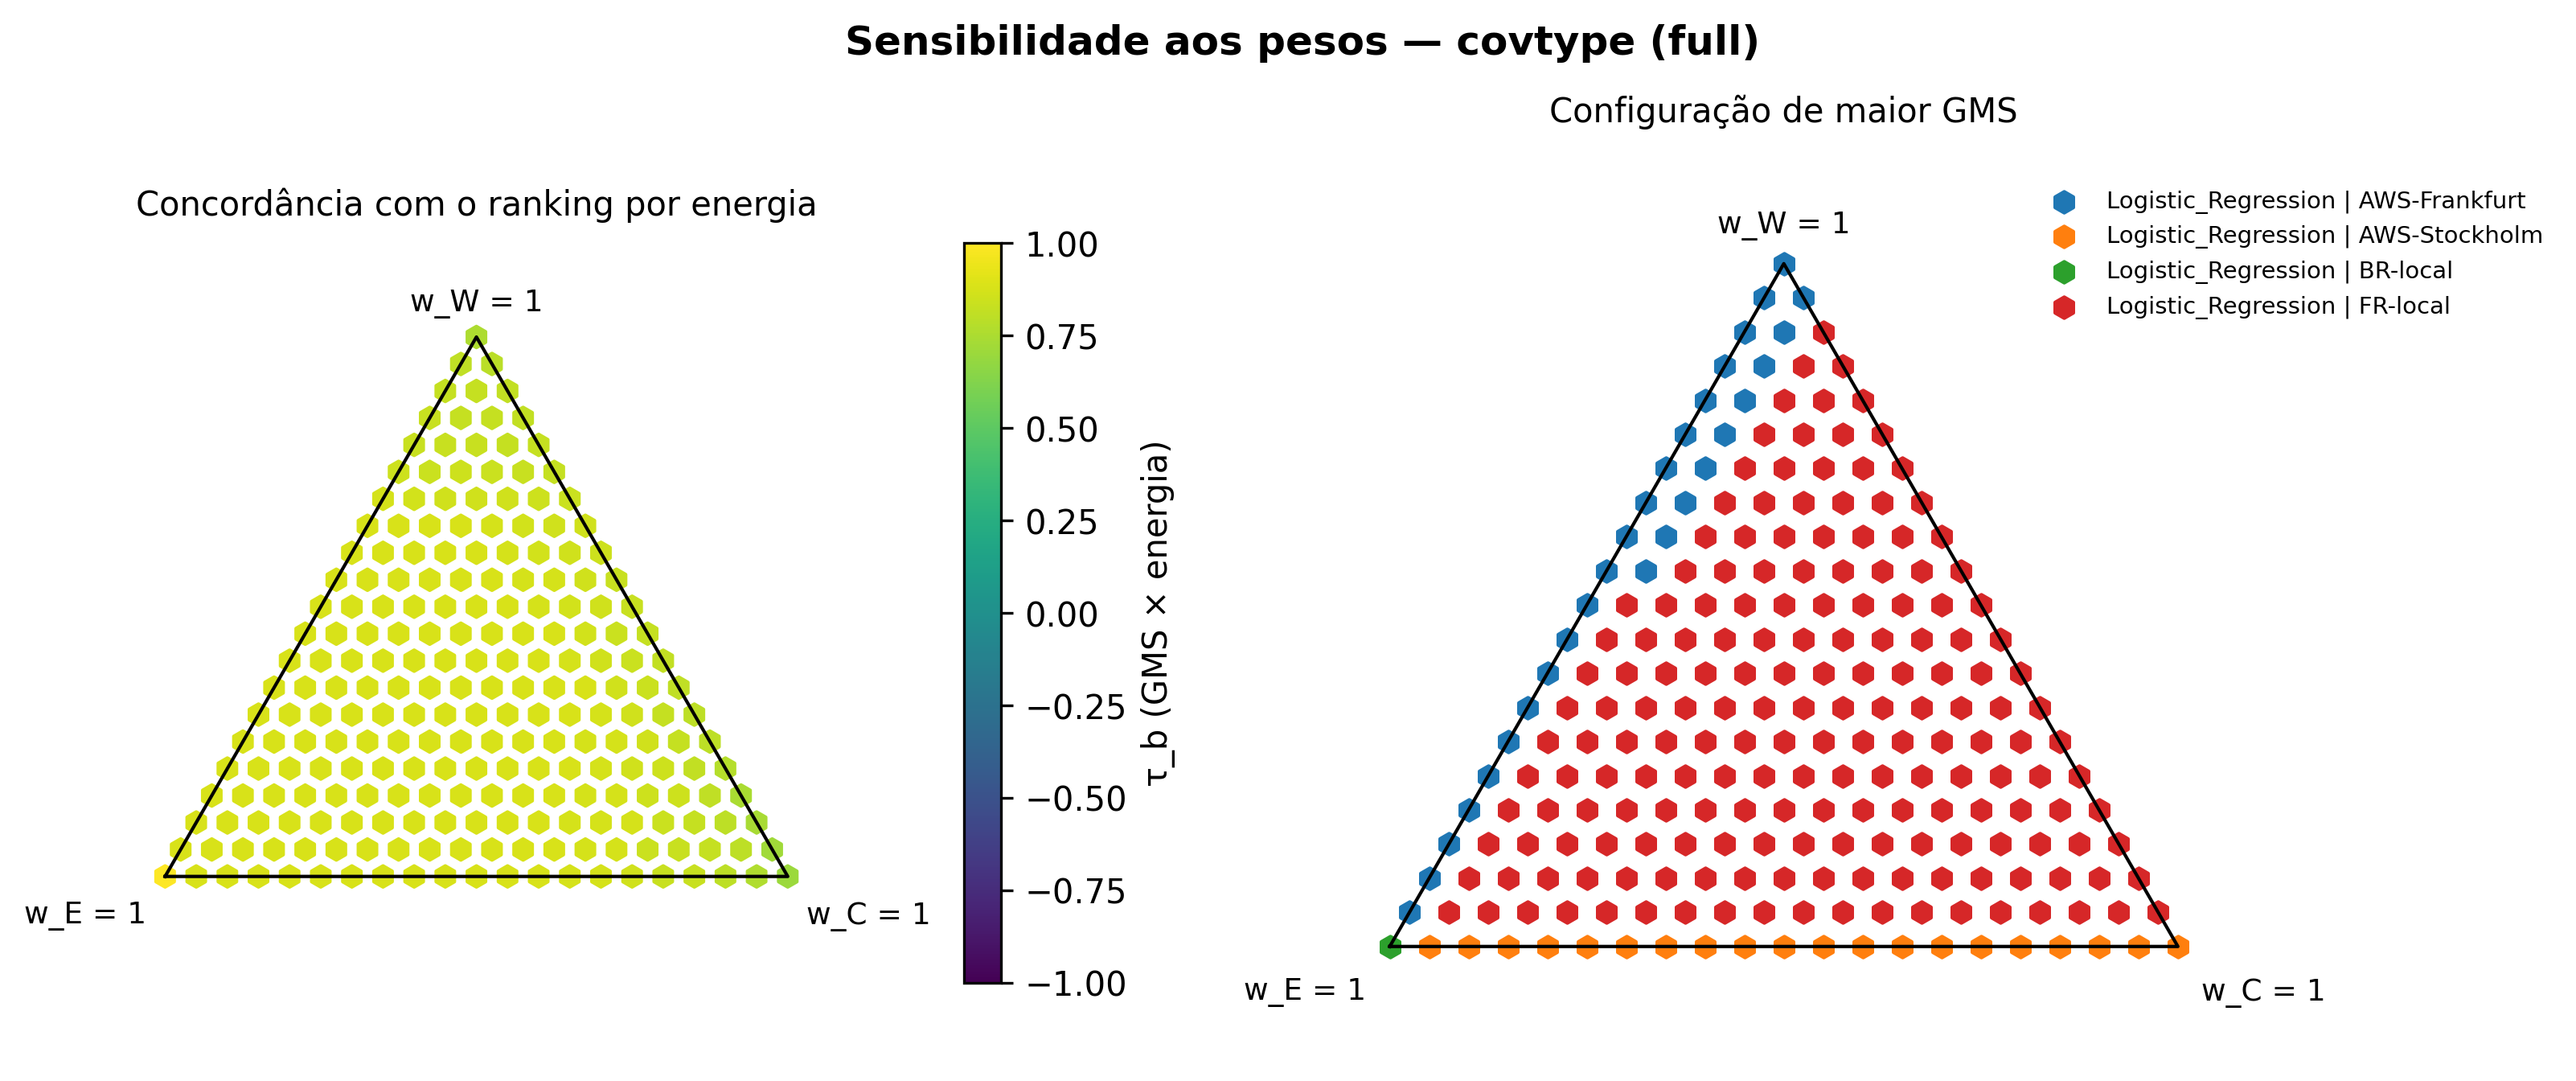 Sensibilidade aos pesos — covtype (full)
Concordância com o ranking por energia
w_W = 1
w_E = 1
w_C = 1
1.00
0.75
0.50
0.25
0.00
−0.25
−0.50
−0.75
−1.00
τ_b (GMS × energia)
Configuração de maior GMS
Logistic_Regression | AWS-Frankfurt
Logistic_Regression | AWS-Stockholm
Logistic_Regression | BR-local
Logistic_Regression | FR-local
w_W = 1
w_E = 1
w_C = 1